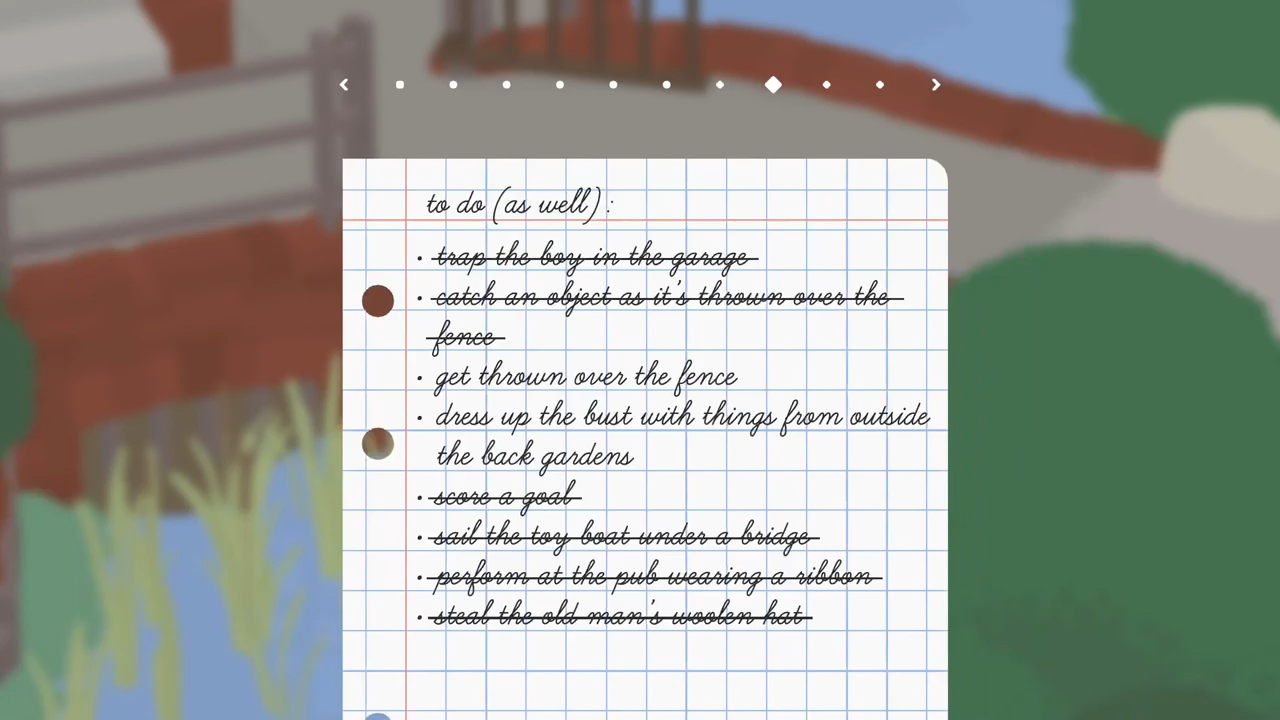 to do (as well):
• trap the boy in the garage
• catch an object as it's thrown over the
fence
• get thrown over the fence
• dress up the bust with things from outside
the back gardens
• score a goal
• sail the toy boat under a bridge
• perform at the pub wearing a ribbon
• steal the old man's woolen hat